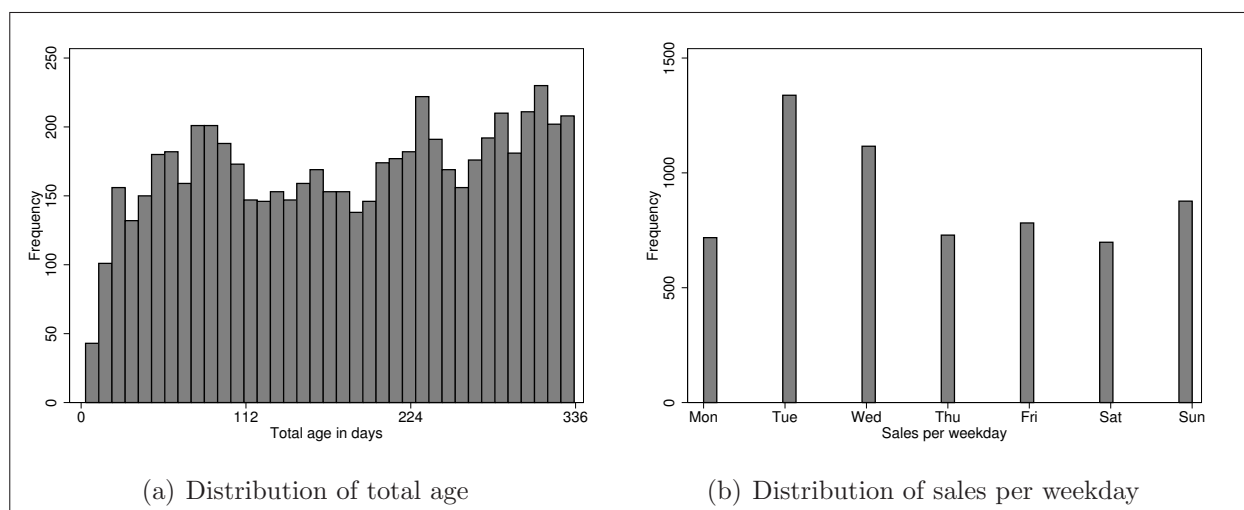 250
200
150
100
50
0
Frequency
0 112 224 336
Total age in days
(a) Distribution of total age
1500
1000
500
0
Frequency
Mon Tue Wed Thu Fri Sat Sun
Sales per weekday
(b) Distribution of sales per weekday